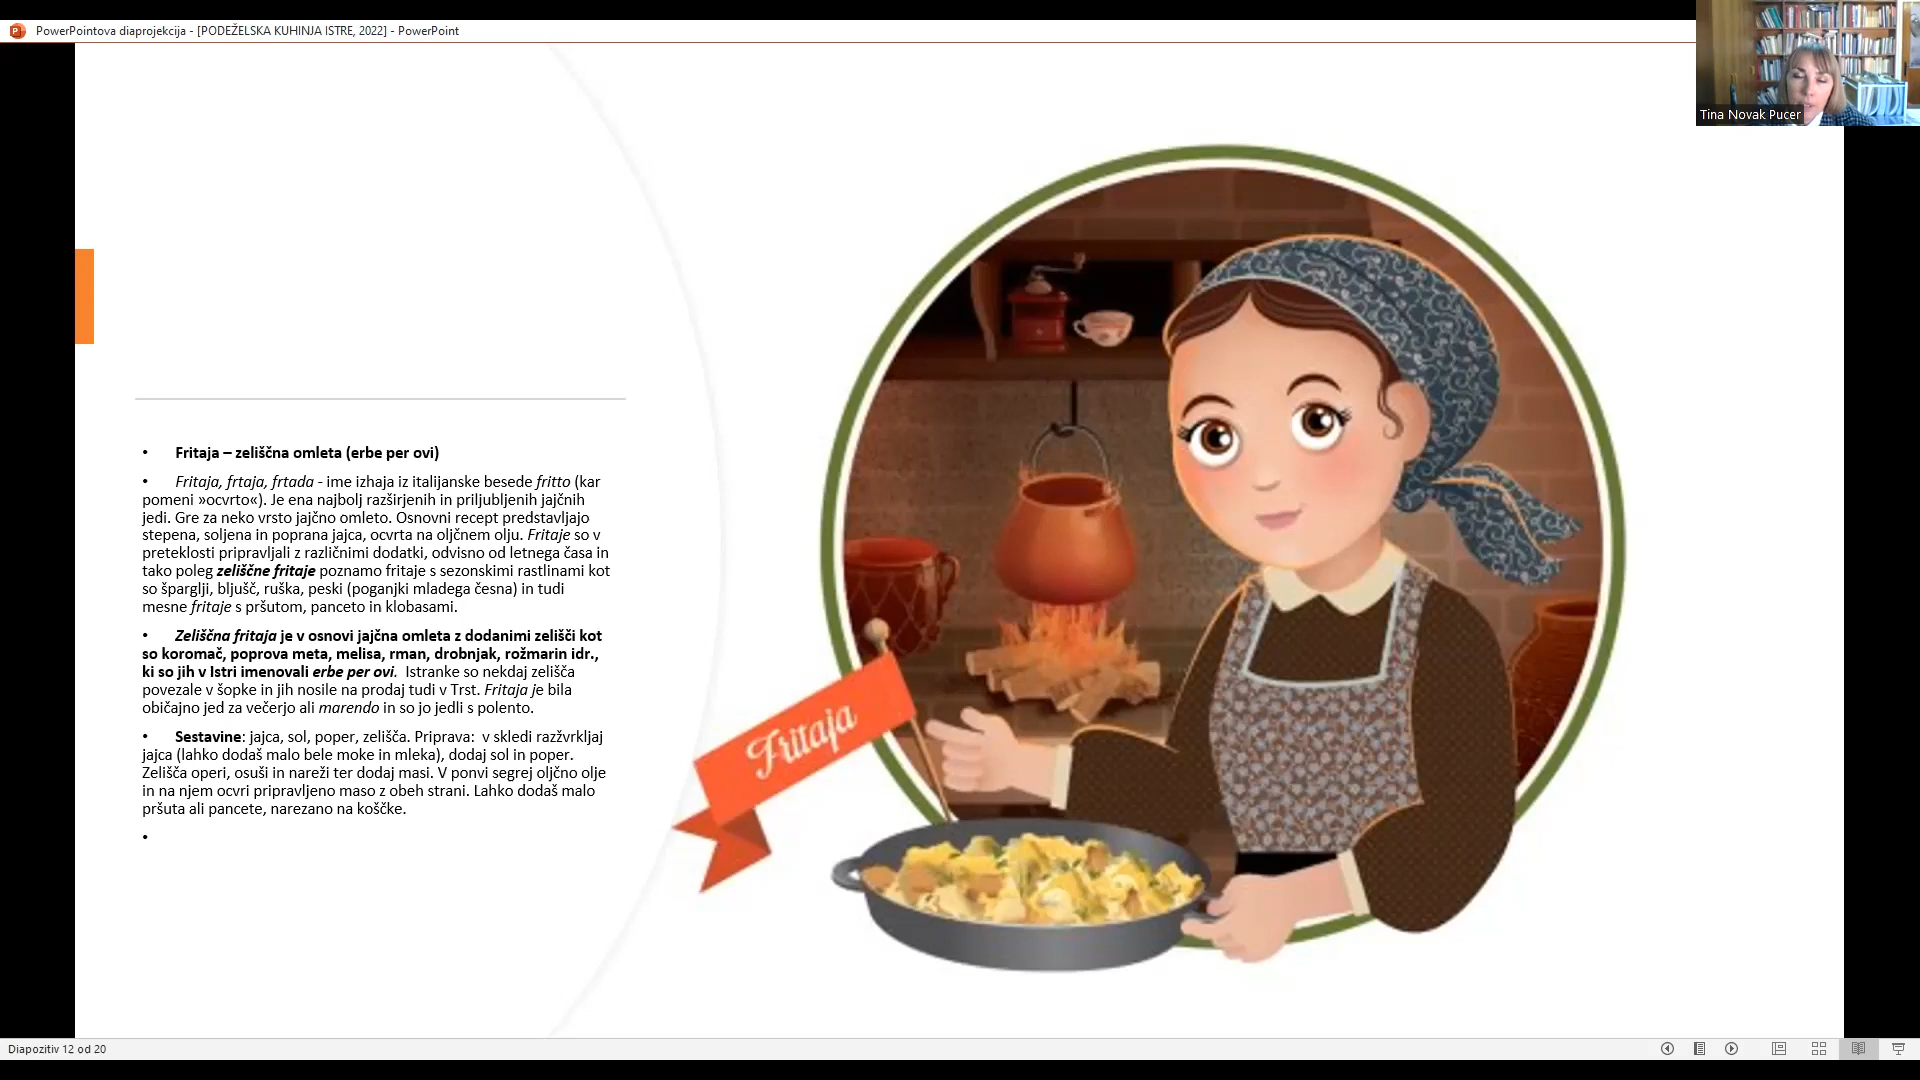 PowerPointova diaprojekcija - [PODEŽELSKA KUHINJA ISTRE, 2022] - PowerPoint
Tina Novak Pucer
• Fritaja – zeliščna omleta (erbe per ovi)
• Fritaja, frtaja, frtada - ime izhaja iz italijanske besede fritto (kar
pomeni »ocvrto«). Je ena najbolj razširjenih in priljubljenih jajčnih
jedi. Gre za neko vrsto jajčno omleto. Osnovni recept predstavljajo
stepena, soljena in poprana jajca, ocvrta na oljčnem olju. Fritaje so v
preteklosti pripravljali z različnimi dodatki, odvisno od letnega časa in
tako poleg zeliščne fritaje poznamo fritaje s sezonskimi rastlinami kot
so šparglji, bljušč, ruška, peski (poganjki mladega česna) in tudi
mesne fritaje s pršutom, panceto in klobasami.
• Zeliščna fritaja je v osnovi jajčna omleta z dodanimi zelišči kot
so koromač, poprova meta, melisa, rman, drobnjak, rožmarin idr.,
ki so jih v Istri imenovali erbe per ovi. Istranke so nekdaj zelišča
povezale v šopke in jih nosile na prodaj tudi v Trst. Fritaja je bila
običajno jed za večerjo ali marendo in so jo jedli s polento.
• Sestavine: jajca, sol, poper, zelišča. Priprava: v skledi razžvrkljaj
jajca (lahko dodaš malo bele moke in mleka), dodaj sol in poper.
Zelišča operi, osuši in nareži ter dodaj masi. V ponvi segrej oljčno olje
in na njem ocvri pripravljeno maso z obeh strani. Lahko dodaš malo
pršuta ali pancete, narezano na koščke.
•
Fritaja
Diapozitiv 12 od 20